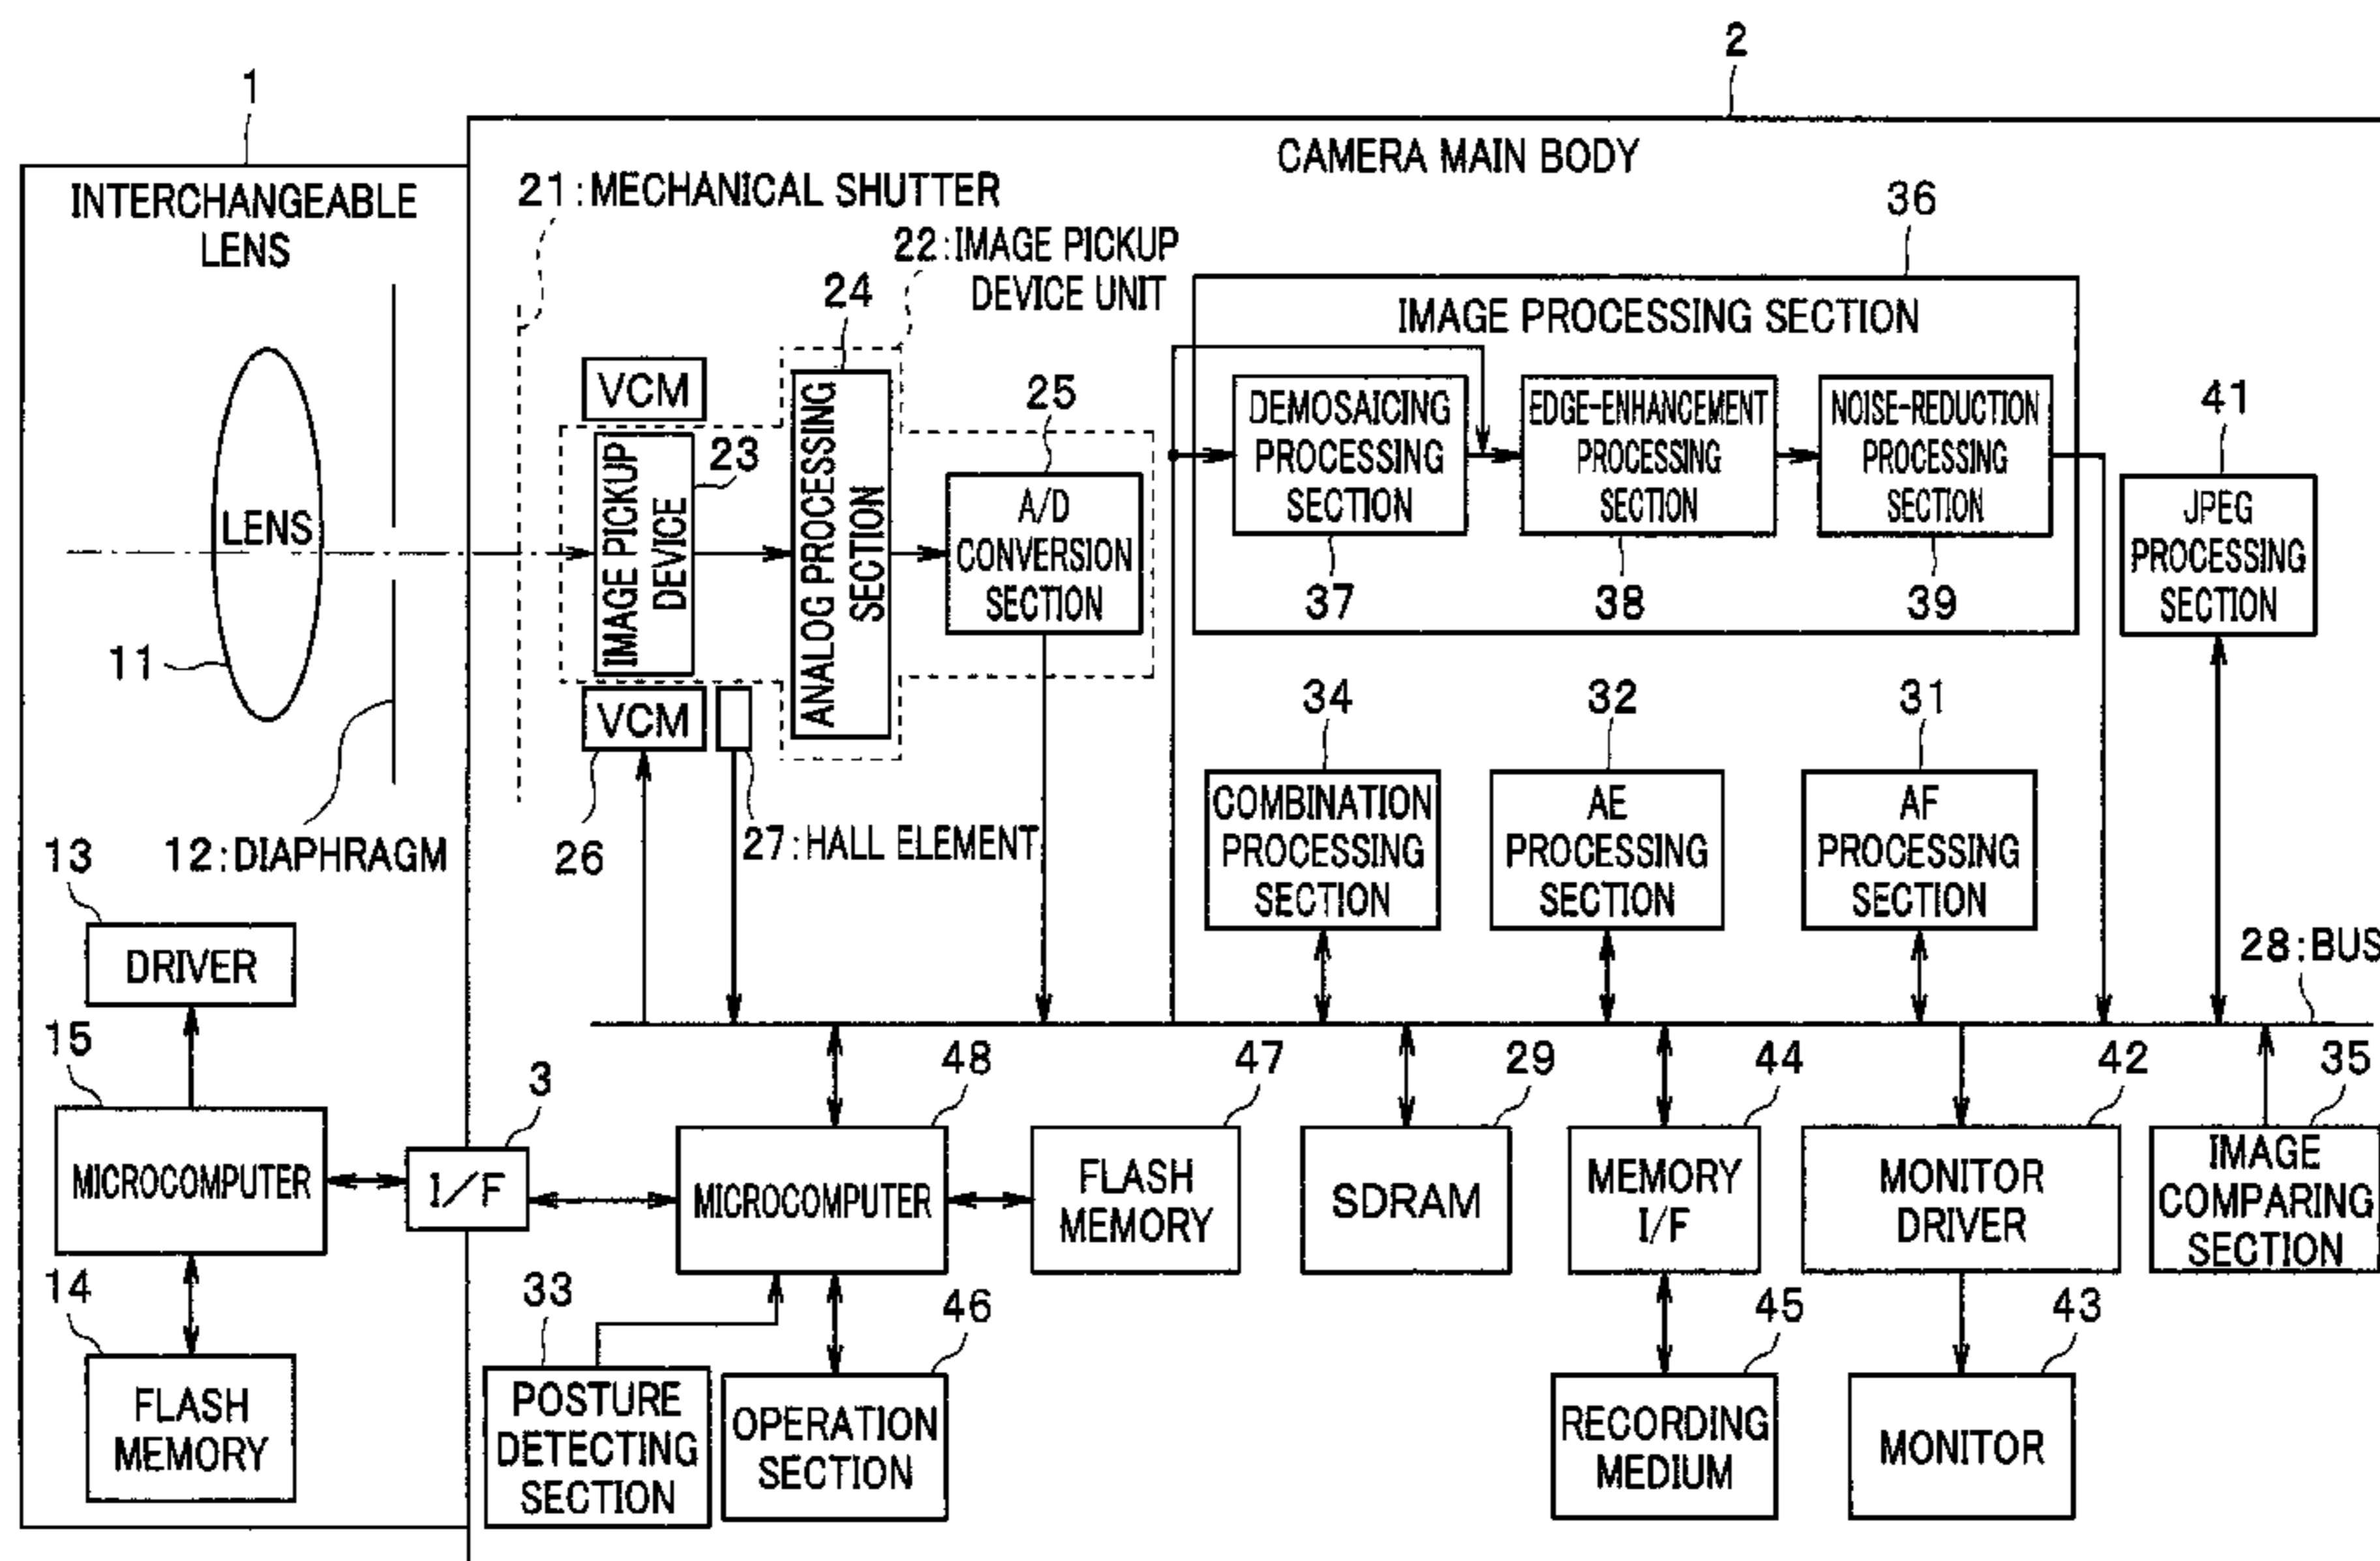 2
1
CAMERA MAIN BODY
INTERCHANGEABLE
LENS
21:MECHANICAL SHUTTER
22:IMAGE PICKUP
DEVICE UNIT
36
IMAGE PROCESSING SECTION
24
VCM
23
25
IMAGE PICKUP
DEVICE
ANALOG PROCESSING
SECTION
A/D
CONVERSION
SECTION
DEMOSAICING
PROCESSING
SECTION
37
EDGE-ENHANCEMENT
PROCESSING
SECTION
38
NOISE-REDUCTION
PROCESSING
SECTION
39
41
JPEG
PROCESSING
SECTION
LENS
11
VCM
26
27:HALL ELEMENT
12:DIAPHRAGM
34
COMBINATION
PROCESSING
SECTION
32
AE
PROCESSING
SECTION
31
AF
PROCESSING
SECTION
28:BUS
13
DRIVER
15
MICROCOMPUTER
3
I/F
48
MICROCOMPUTER
47
FLASH
MEMORY
29
SDRAM
44
MEMORY
I/F
42
MONITOR
DRIVER
35
IMAGE
COMPARING
SECTION
14
FLASH
MEMORY
33
POSTURE
DETECTING
SECTION
46
OPERATION
SECTION
45
RECORDING
MEDIUM
43
MONITOR